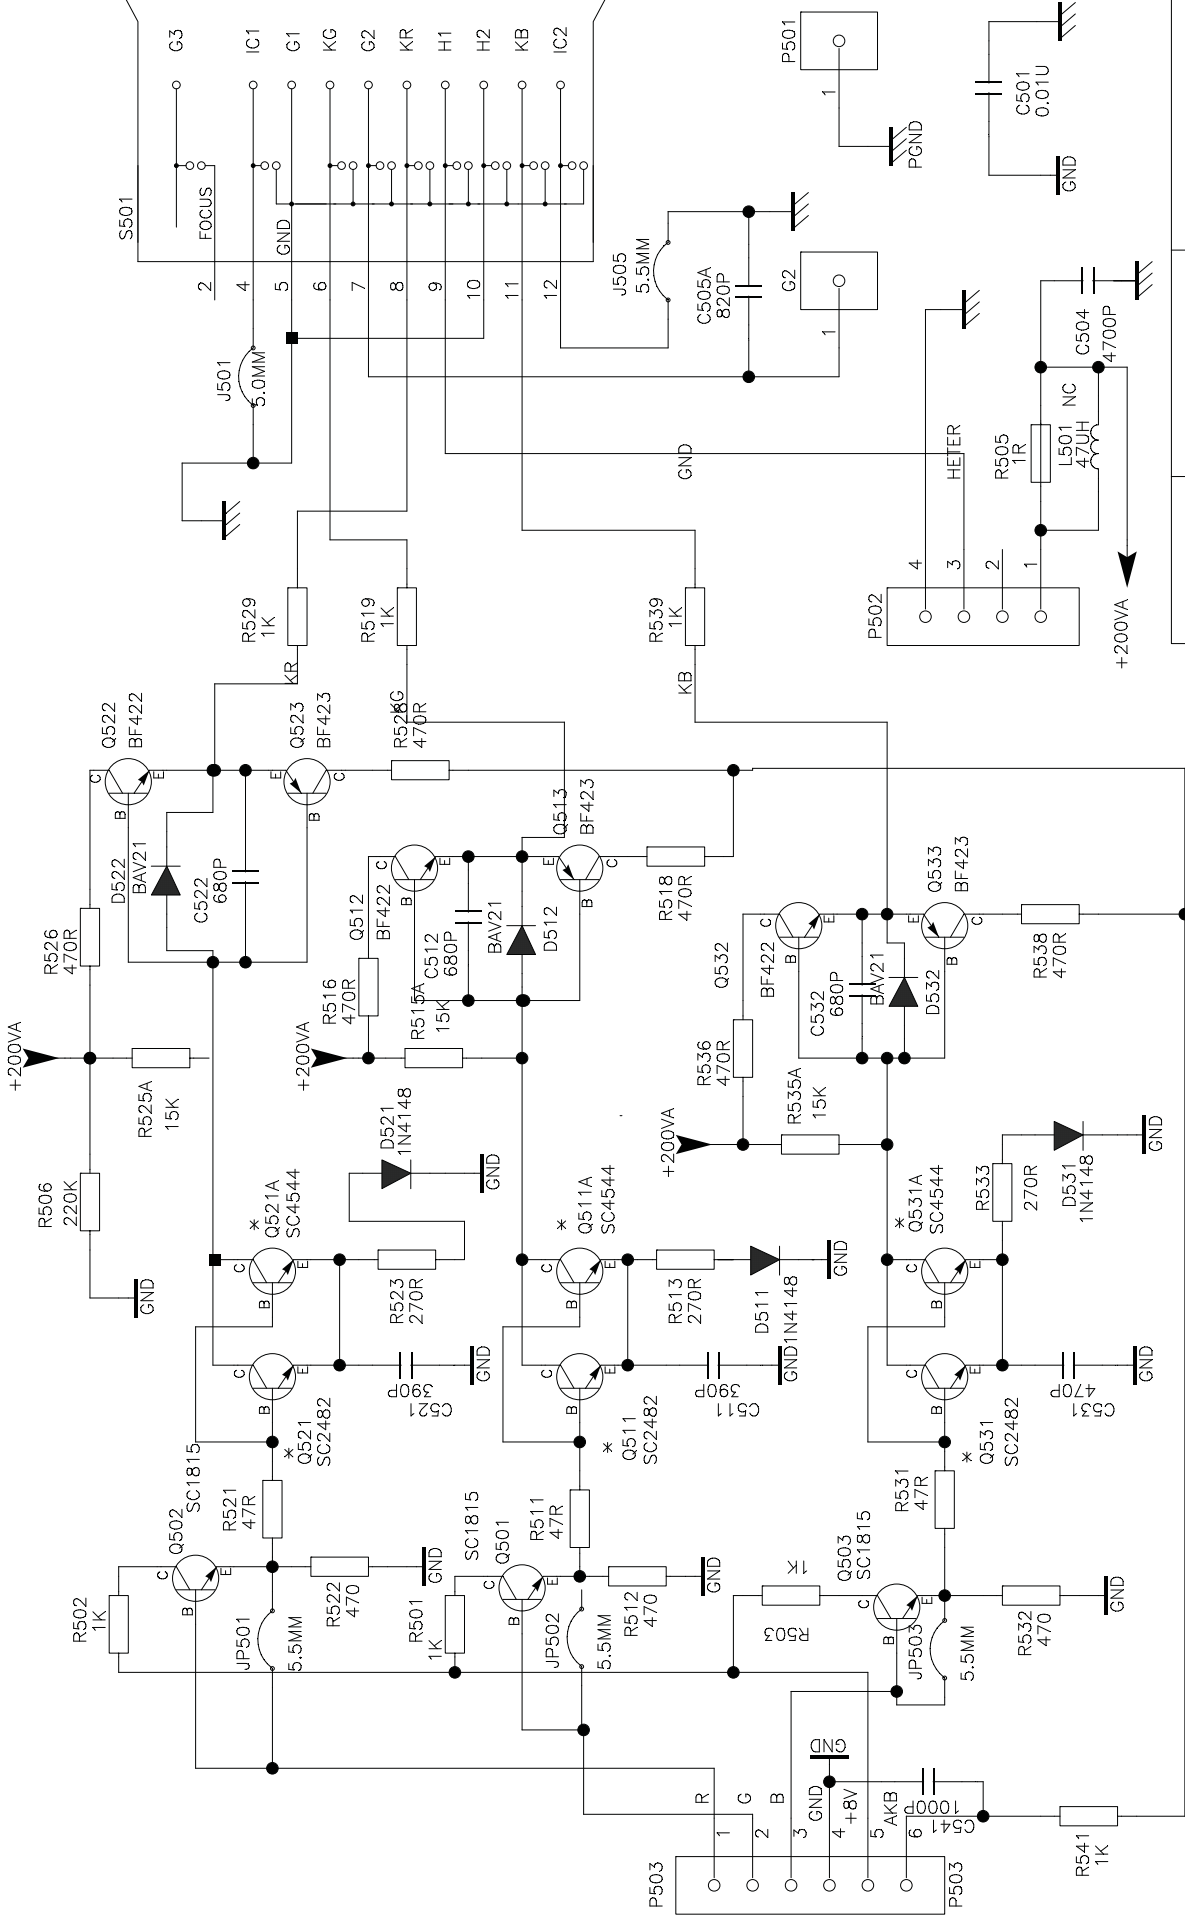 S501
G3
IC1
G1
KG
G2
KR
H1
H2
KB
IC2
FOCUS
GND
2
4
5
6
7
8
9
10
11
12
P501
1
PGND
C501
0.01U
GND
J501
5.0MM
J505
5.5MM
C505A
820P
G2
1
GND
HETER
R505
1R
L501
47UH
NC
C504
4700P
P502
4
3
2
1
+200VA
R529
1K
KR
R519
1K
KG
R539
1K
KB
Q522
BF422
C
B
E
Q523
BF423
E
B
C
R528
470R
D522
BAV21
C522
680P
R526
470R
+200VA
R525A
15K
R506
220K
GND
Q512
BF422
C
B
E
Q513
BF423
E
B
C
R518
470R
C512
680P
BAV21
D512
R516
470R
R515A
15K
+200VA
Q532
BF422
C
B
E
Q533
BF423
E
B
C
R538
470R
C532
680P
BAV21
D532
R536
470R
R535A
15K
+200VA
*
Q521A
SC4544
C
B
E
D521
1N4148
GND
R523
270R
*
Q521
SC2482
C
B
E
390P
C521
GND
*
Q511A
SC4544
C
B
E
R513
270R
D511
1N4148
GND
*
Q511
SC2482
C
B
E
390P
C511
GND
*
Q531A
SC4544
C
B
E
R533
270R
D531
1N4148
GND
*
Q531
SC2482
C
B
E
470P
C531
GND
Q502
SC1815
C
B
E
R521
47R
R502
1K
JP501
5.5MM
R522
470
GND
Q501
SC1815
C
B
E
R511
47R
R501
1K
JP502
5.5MM
R512
470
GND
Q503
SC1815
C
B
E
R531
47R
R503
1K
JP503
5.5MM
R532
470
GND
P503
R
1
G
2
B
3
GND
4
+8V
5
AKB
6
P503
GND
1000P
C541
R541
1K